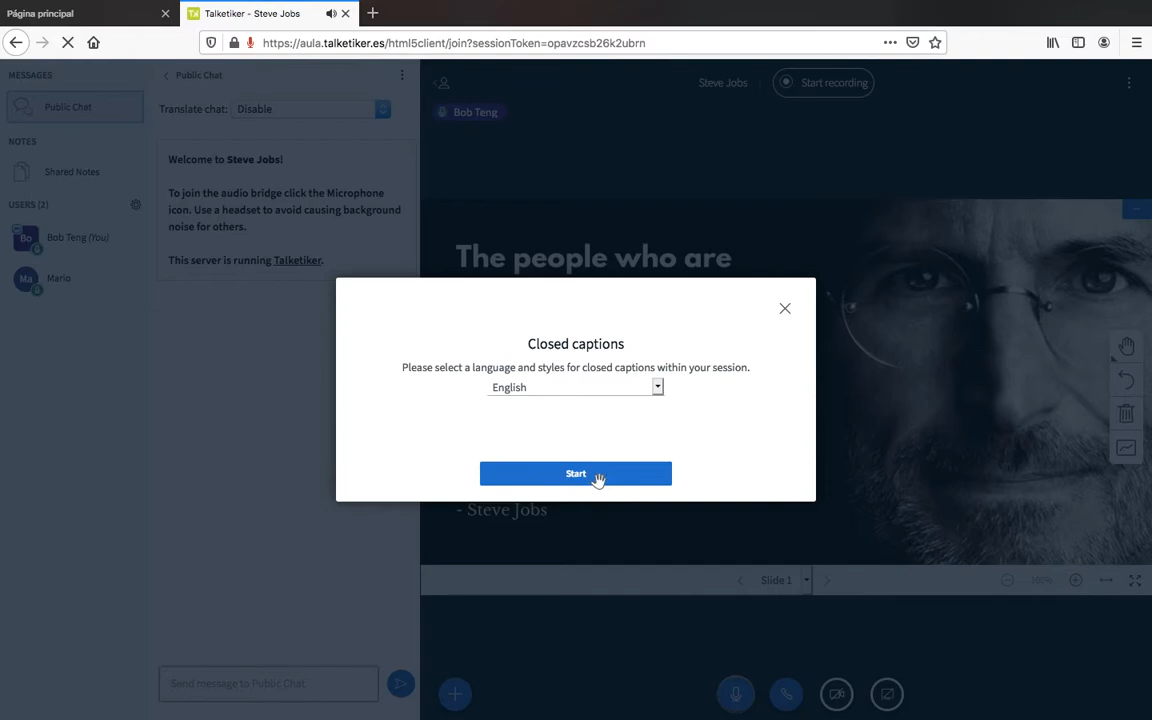 Página principal
Talketiker - Steve Jobs
https://aula.talketiker.es/html5client/join?sessionToken=opavzcsb26k2ubrn
MESSAGES
Public Chat
NOTES
Shared Notes
USERS (2)
Bo
Bob Teng (You)
Ma
Mario
Public Chat
Translate chat:
Disable
Welcome to Steve Jobs!
To join the audio bridge click the Microphone
icon. Use a headset to avoid causing background
noise for others.
This server is running Talketiker.
Send message to Public Chat
Steve Jobs
Start recording
Bob Teng
The people who are
- Steve Jobs
Closed captions
Please select a language and styles for closed captions within your session.
English
Start
Slide 1
100%